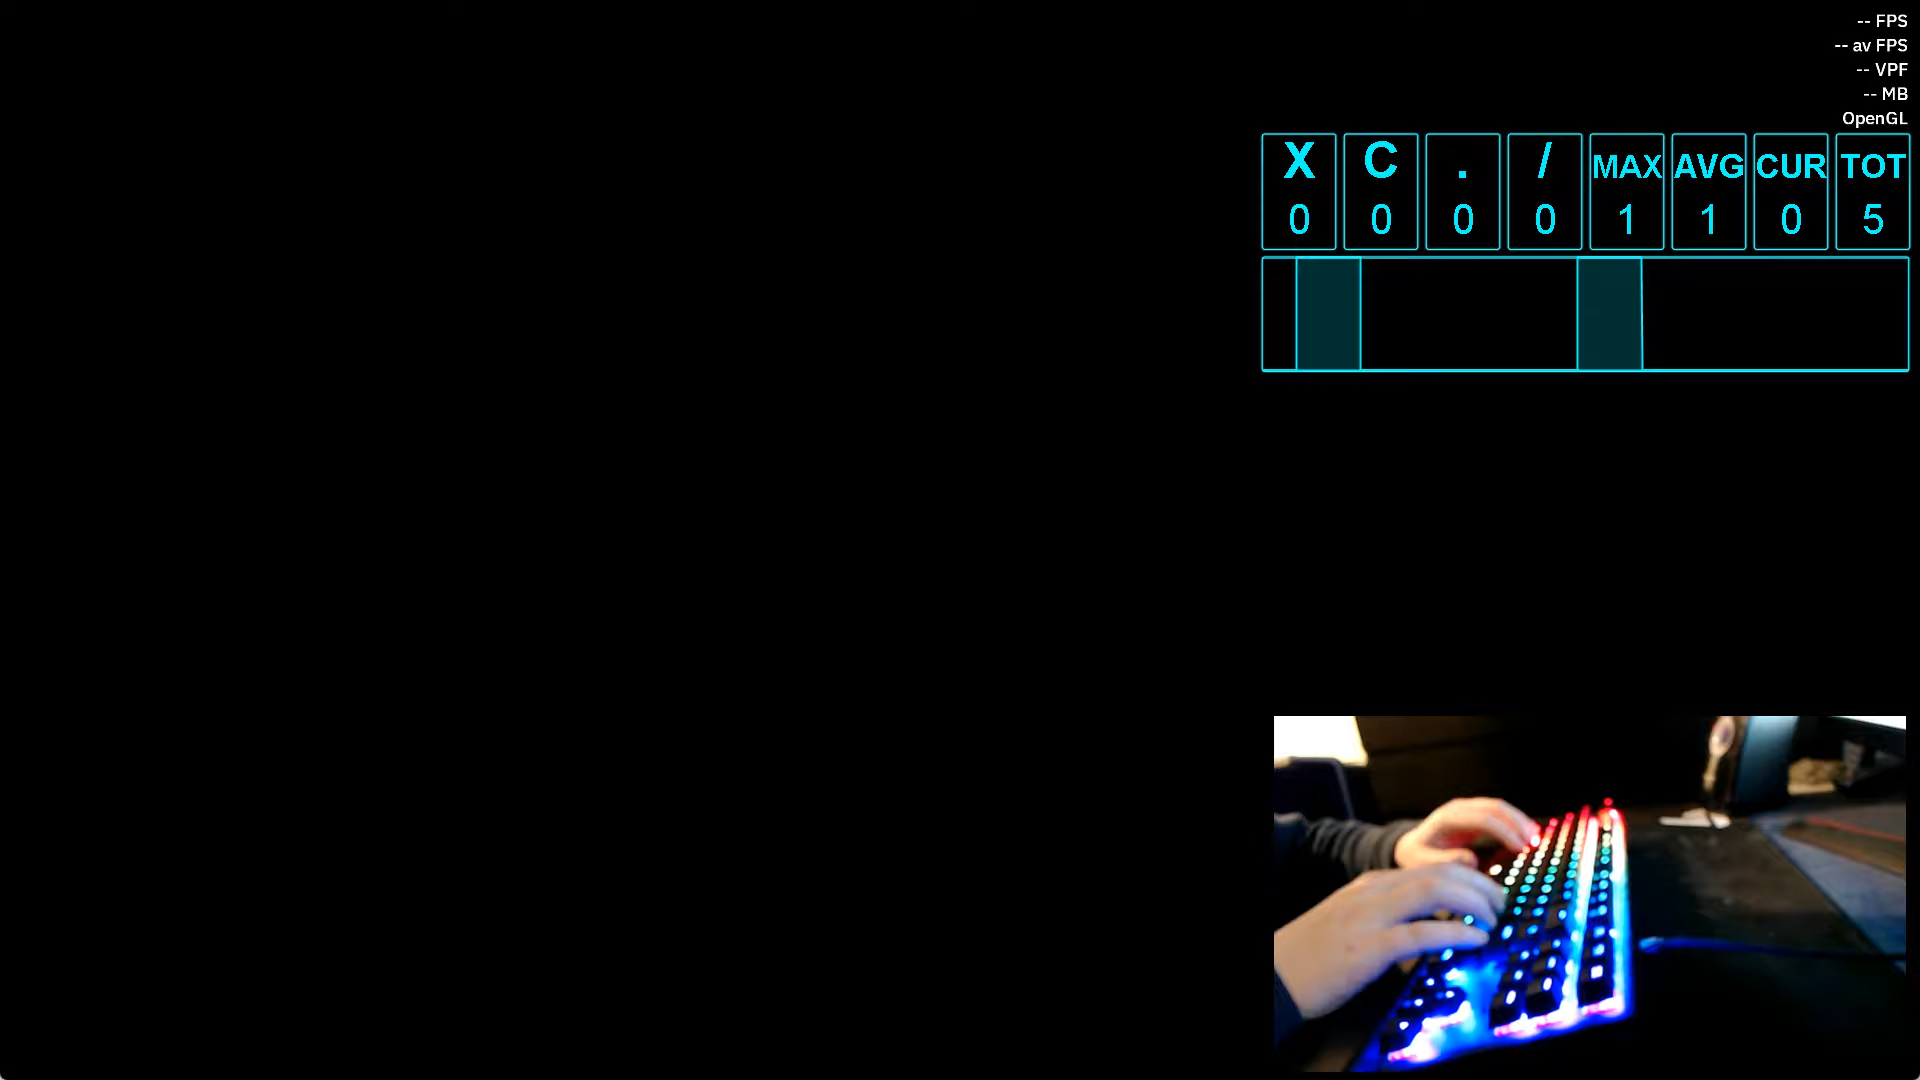 -- FPS
-- av FPS
-- VPF
-- MB
OpenGL
X C . / MAX AVG CUR TOT
0 0 0 0 1 1 0 5